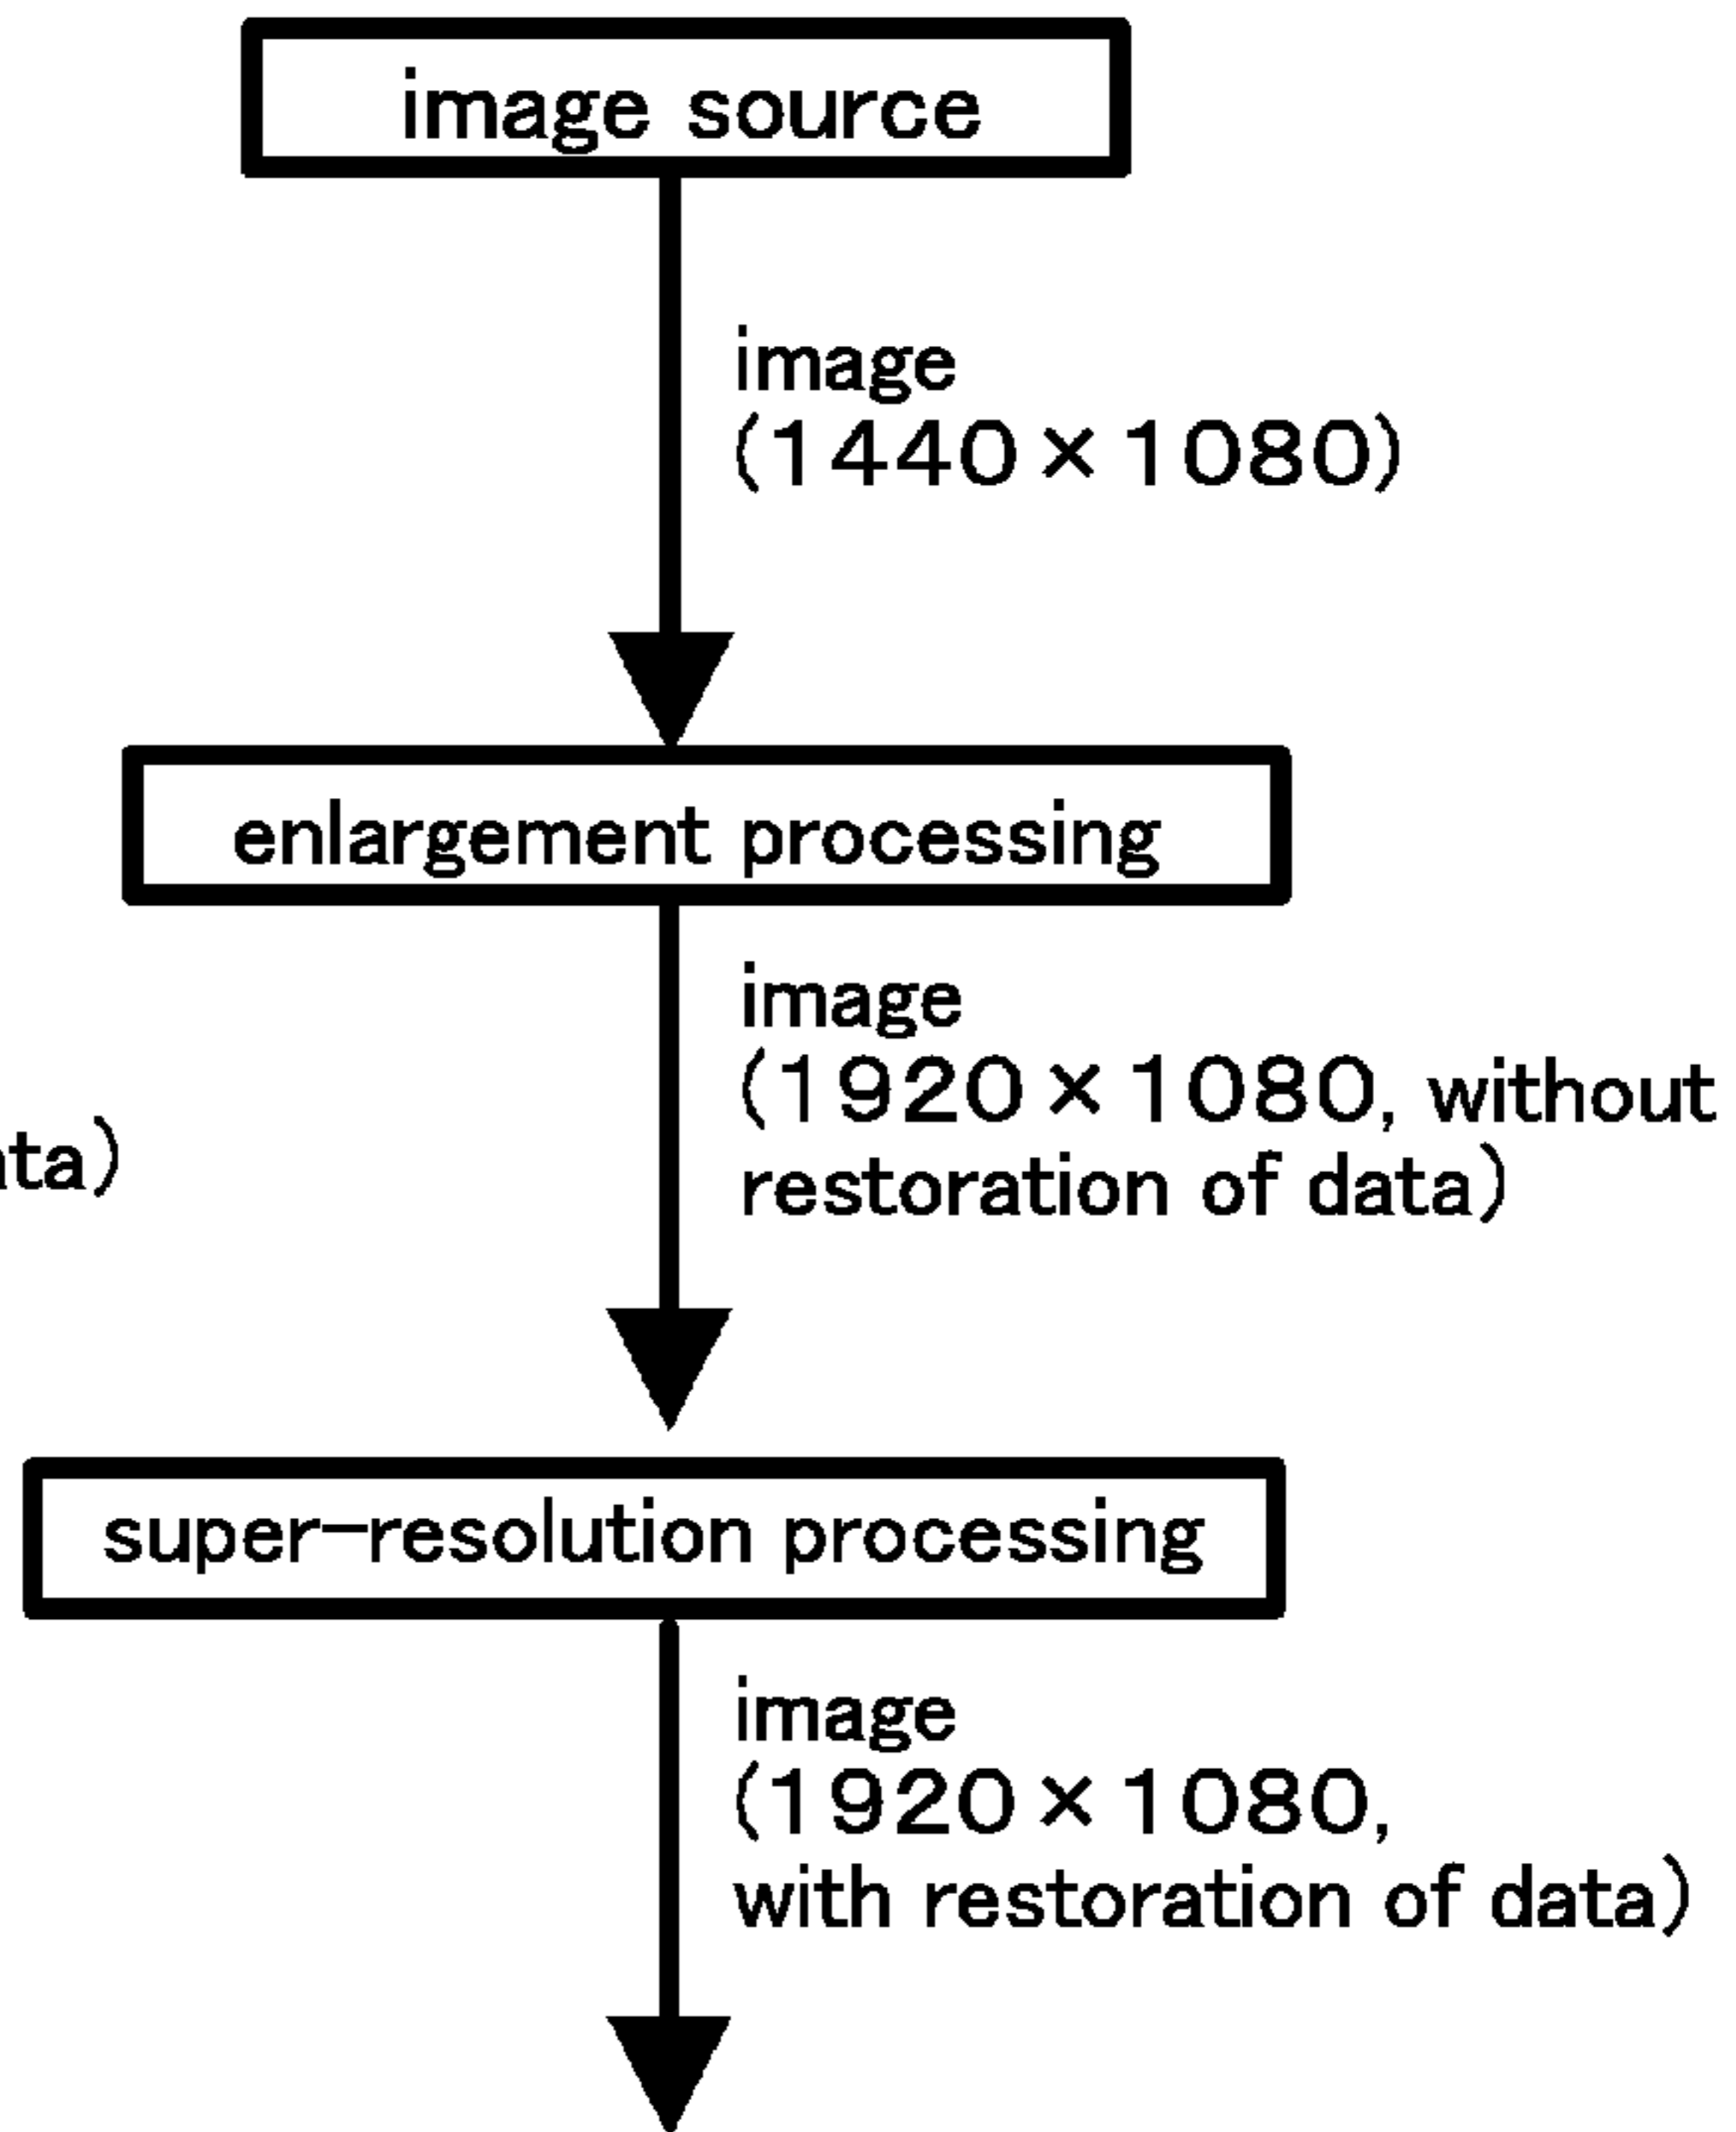 image source
image
(1440×1080)
enlargement processing
image
(1920×1080, without
restoration of data)
super-resolution processing
image
(1920×1080,
with restoration of data)